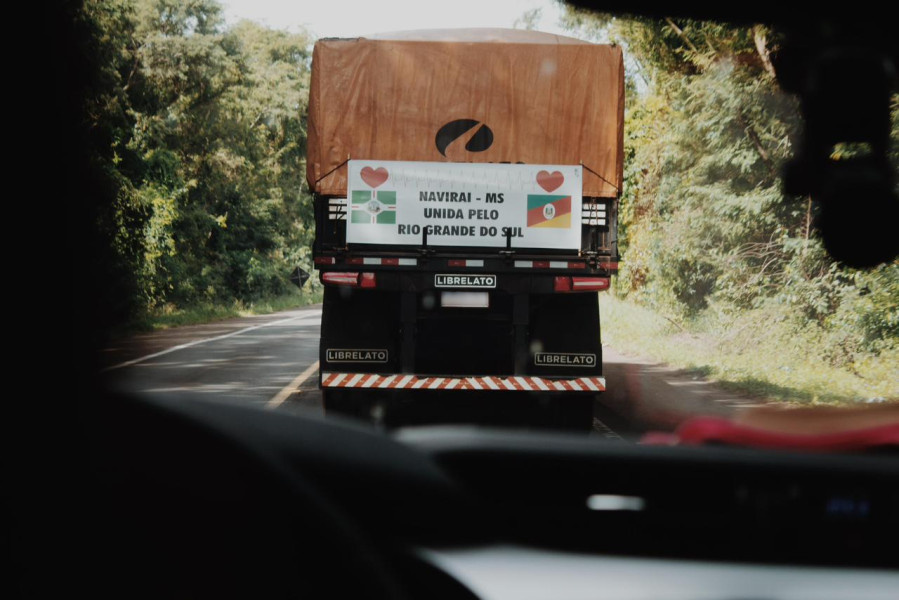 NAVIRAI - MS
UNIDA PELO
RIO GRANDE DO SUL
LIBRELATO
LIBRELATO
LIBRELATO